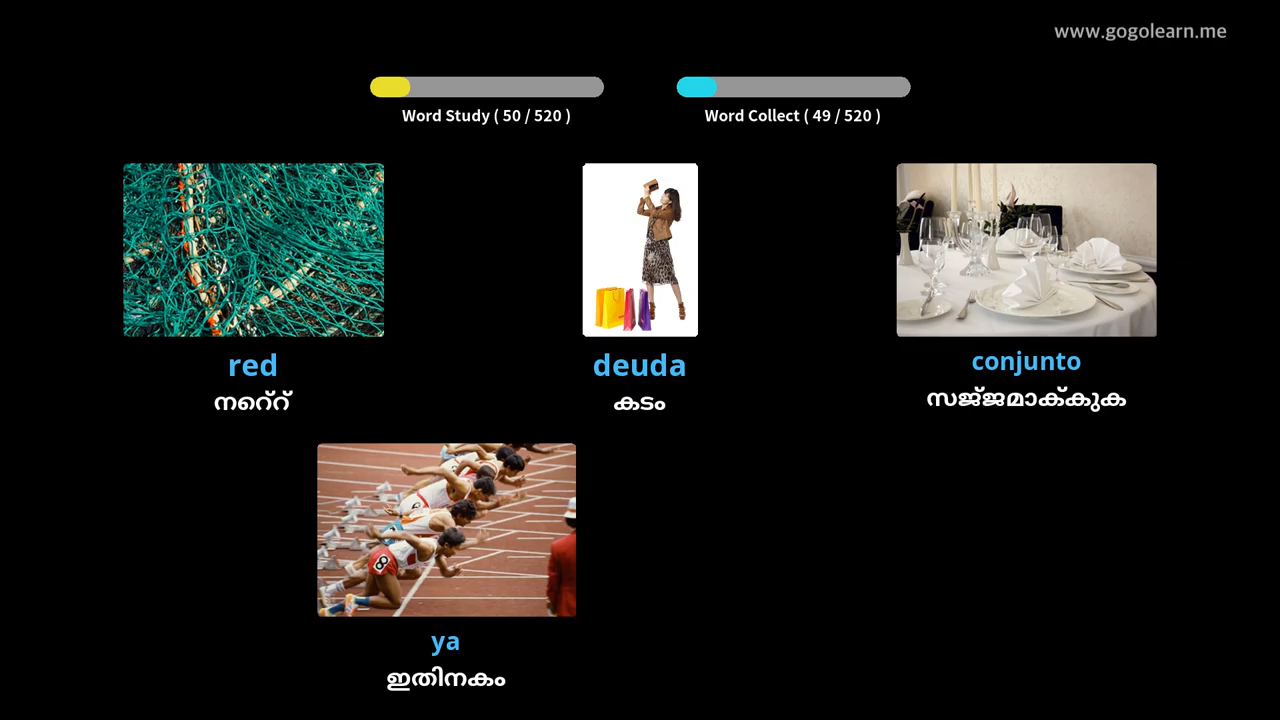 www.gogolearn.me
Word Study ( 50 / 520 )
Word Collect ( 49 / 520 )
red
നറ്റെ്
deuda
കടം
conjunto
സജ്ജമാക്കുക
ya
ഇതിനകം